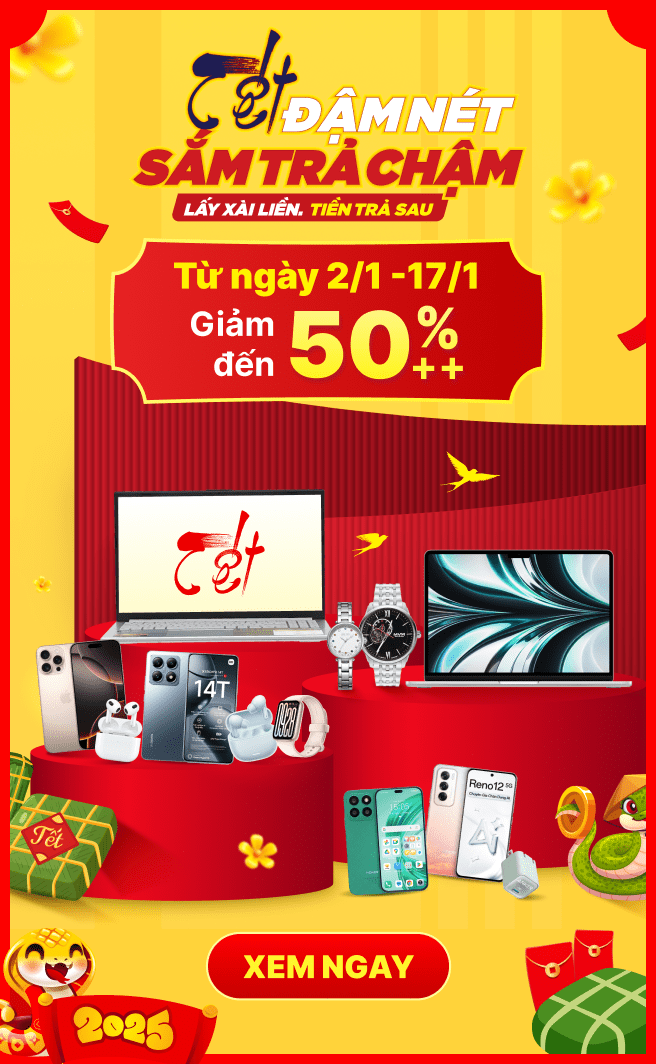 Tết ĐẬM NÉT
SẮM TRẢ CHẬM
LẤY XÀI LIỀN. TIỀN TRẢ SAU
Từ ngày 2/1 -17/1
Giảm đến 50%++
Tết
14T
0928
Reno12 5G
Tết
XEM NGAY
2025